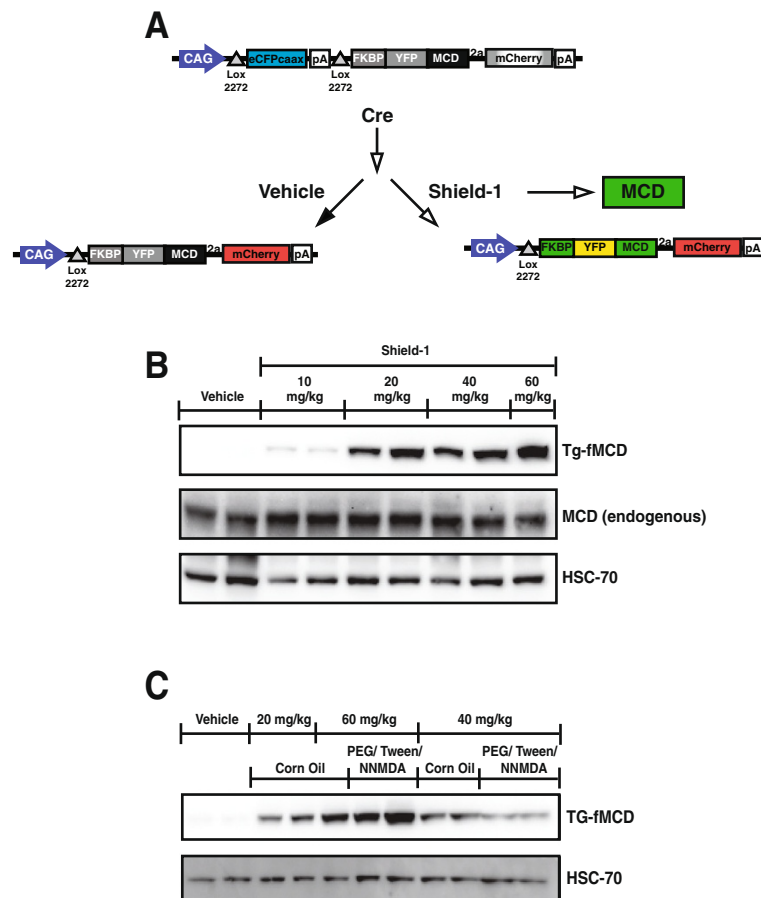 A
CAG eCFPcaax pA FKBP YFP MCD 2a mCherry pA
Lox 2272 Lox 2272
Cre
Vehicle Shield-1 MCD
CAG FKBP YFP MCD 2a mCherry pA
Lox 2272
CAG FKBP YFP MCD 2a mCherry pA
Lox 2272
B
Shield-1
Vehicle 10 mg/kg 20 mg/kg 40 mg/kg 60 mg/kg
Tg-fMCD
MCD (endogenous)
HSC-70
C
Vehicle 20 mg/kg 60 mg/kg 40 mg/kg
Corn Oil PEG/ Tween/ NNMDA Corn Oil PEG/ Tween/ NNMDA
TG-fMCD
HSC-70